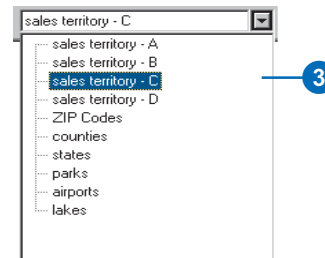 sales territory - C
sales territory - A
sales territory - B
sales territory - C
3
sales territory - D
ZIP Codes
counties
states
parks
airports
lakes